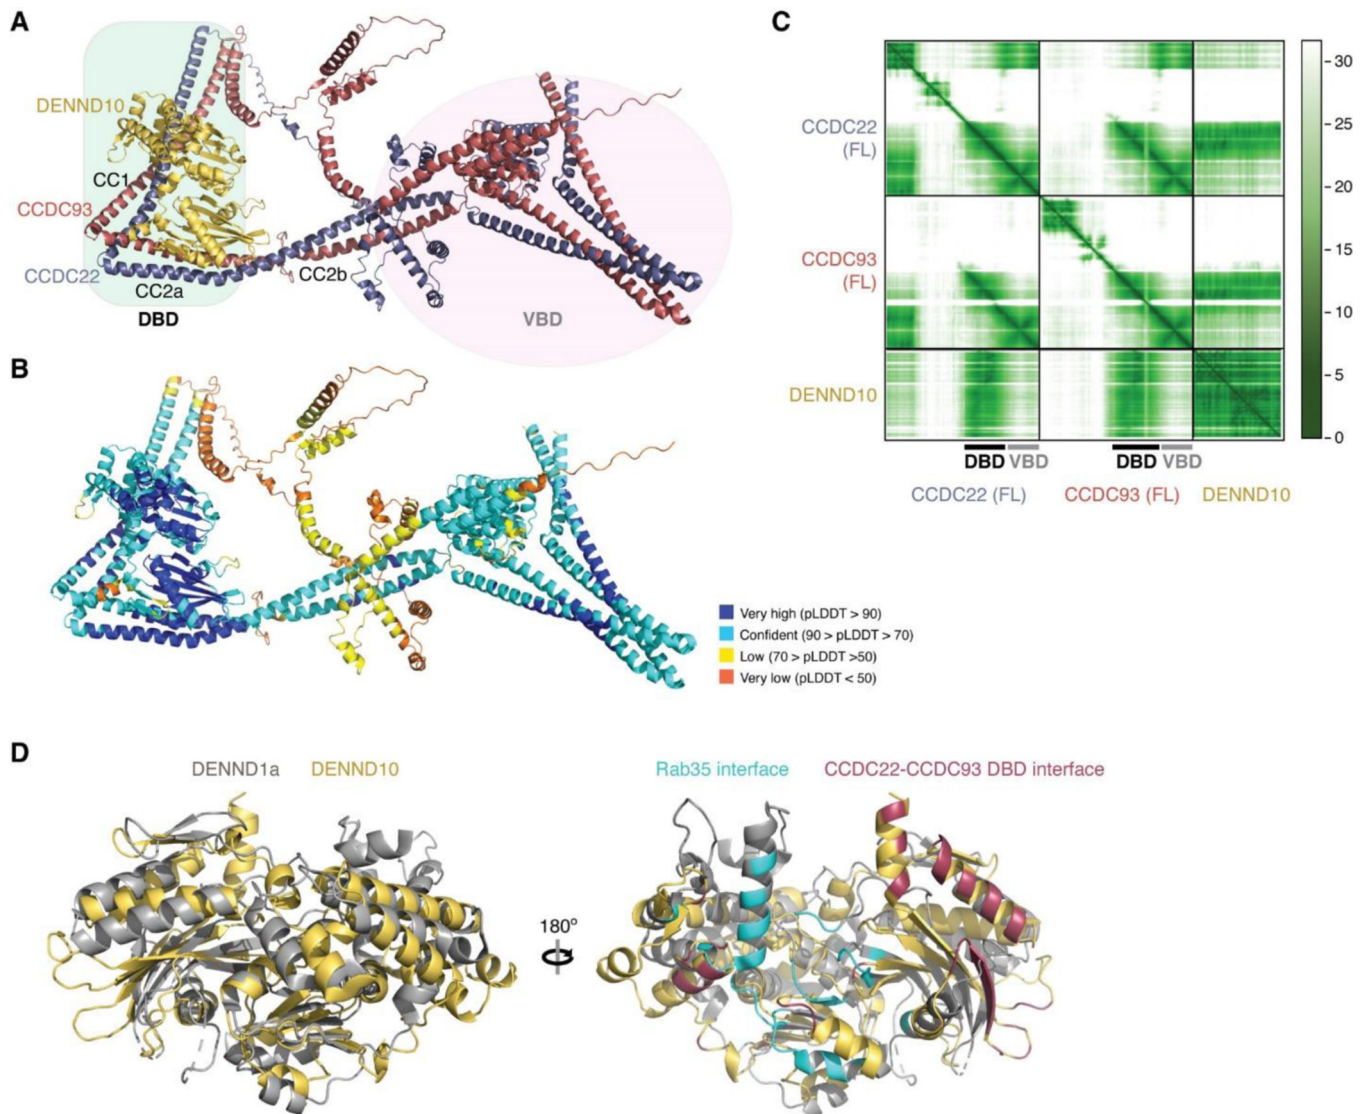 A
DENND10
CC1
CCDC93
CCDC22
CC2a
DBD
CC2b
VBD
B
Very high (pLDDT > 90)
Confident (90 > pLDDT > 70)
Low (70 > pLDDT >50)
Very low (pLDDT < 50)
C
CCDC22
(FL)
CCDC93
(FL)
DENND10
30
25
20
15
10
5
0
DBD VBD DBD VBD
CCDC22 (FL) CCDC93 (FL) DENND10
D
DENND1a DENND10
180º
Rab35 interface CCDC22-CCDC93 DBD interface